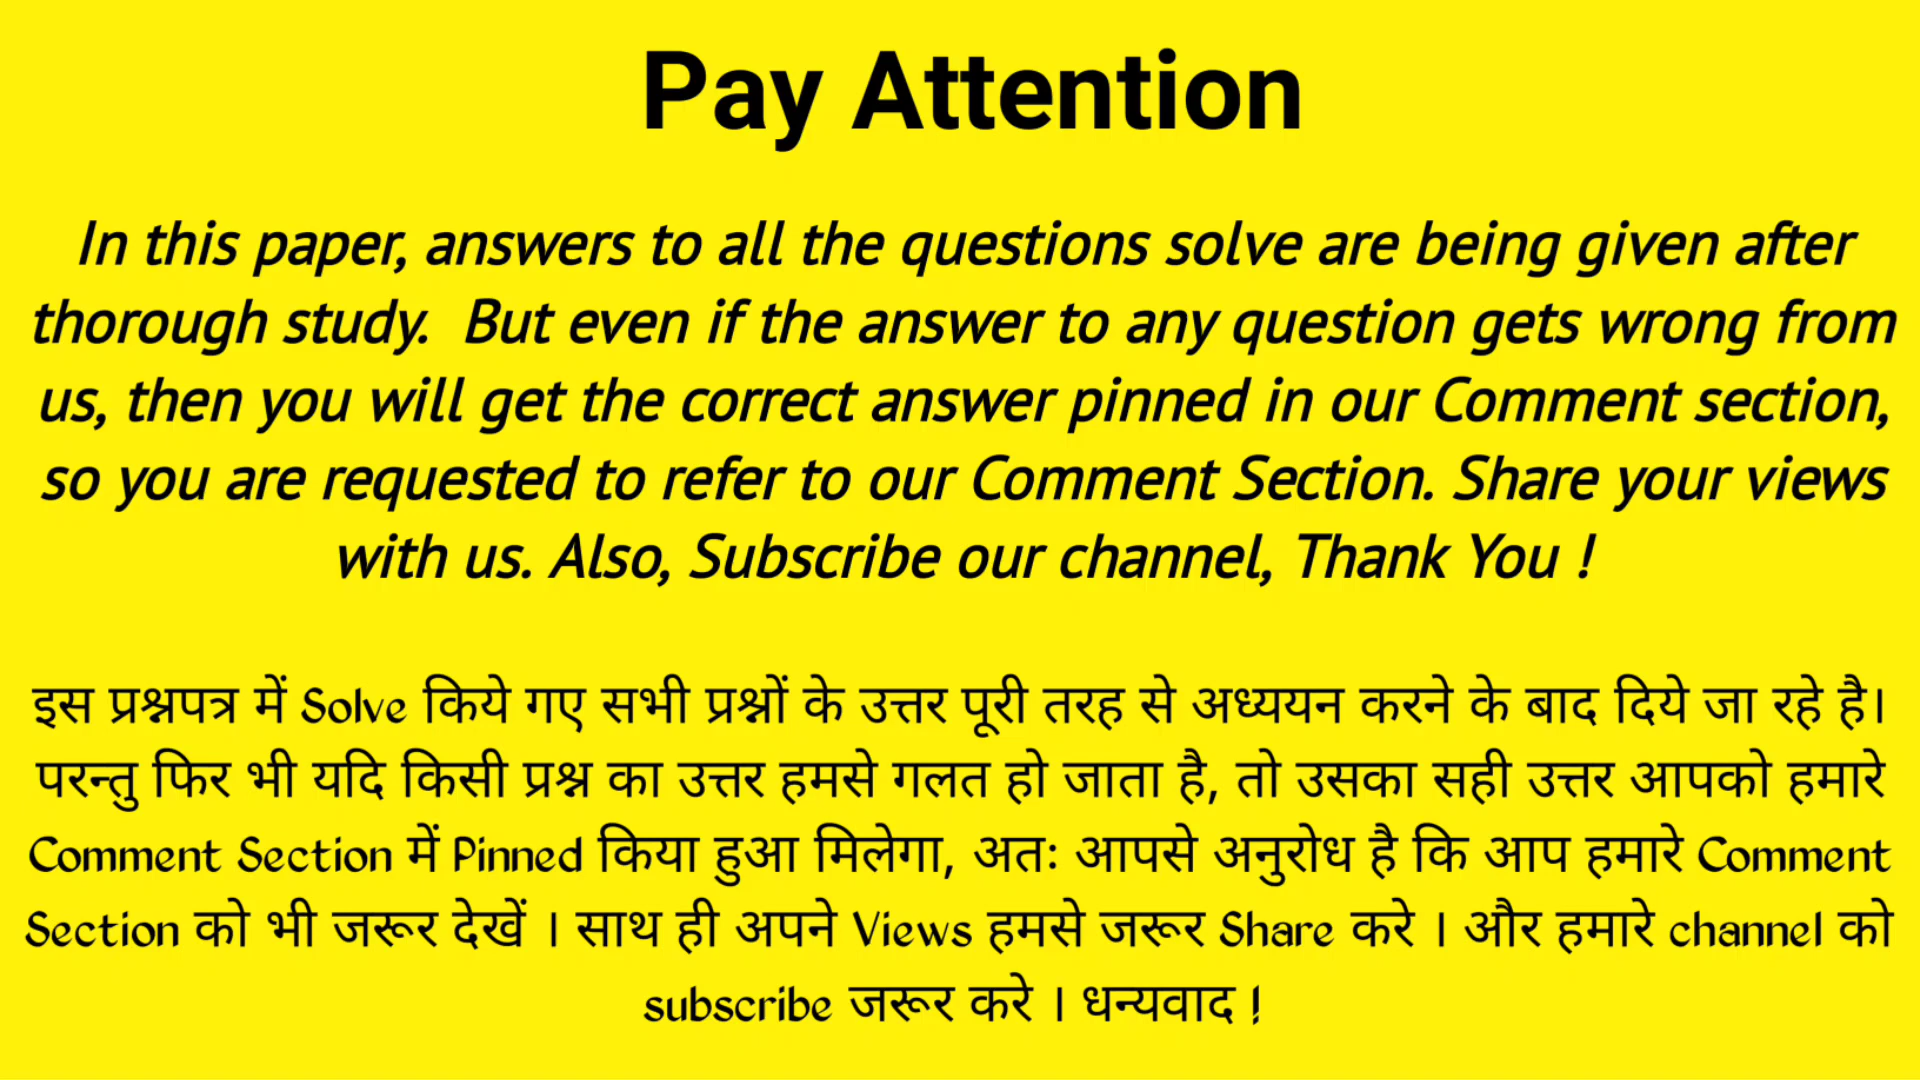 Pay Attention
In this paper, answers to all the questions solve are being given after
thorough study. But even if the answer to any question gets wrong from
us, then you will get the correct answer pinned in our Comment section,
so you are requested to refer to our Comment Section. Share your views
with us. Also, Subscribe our channel, Thank You !
इस प्रश्नपत्र में Solve किये गए सभी प्रश्नों के उत्तर पूरी तरह से अध्ययन करने के बाद दिये जा रहे है।
परन्तु फिर भी यदि किसी प्रश्न का उत्तर हमसे गलत हो जाता है, तो उसका सही उत्तर आपको हमारे
Comment Section में Pinned किया हुआ मिलेगा, अतः आपसे अनुरोध है कि आप हमारे Comment
Section को भी जरूर देखें । साथ ही अपने Views हमसे जरूर Share करे । और हमारे channel को
subscribe जरूर करे । धन्यवाद !